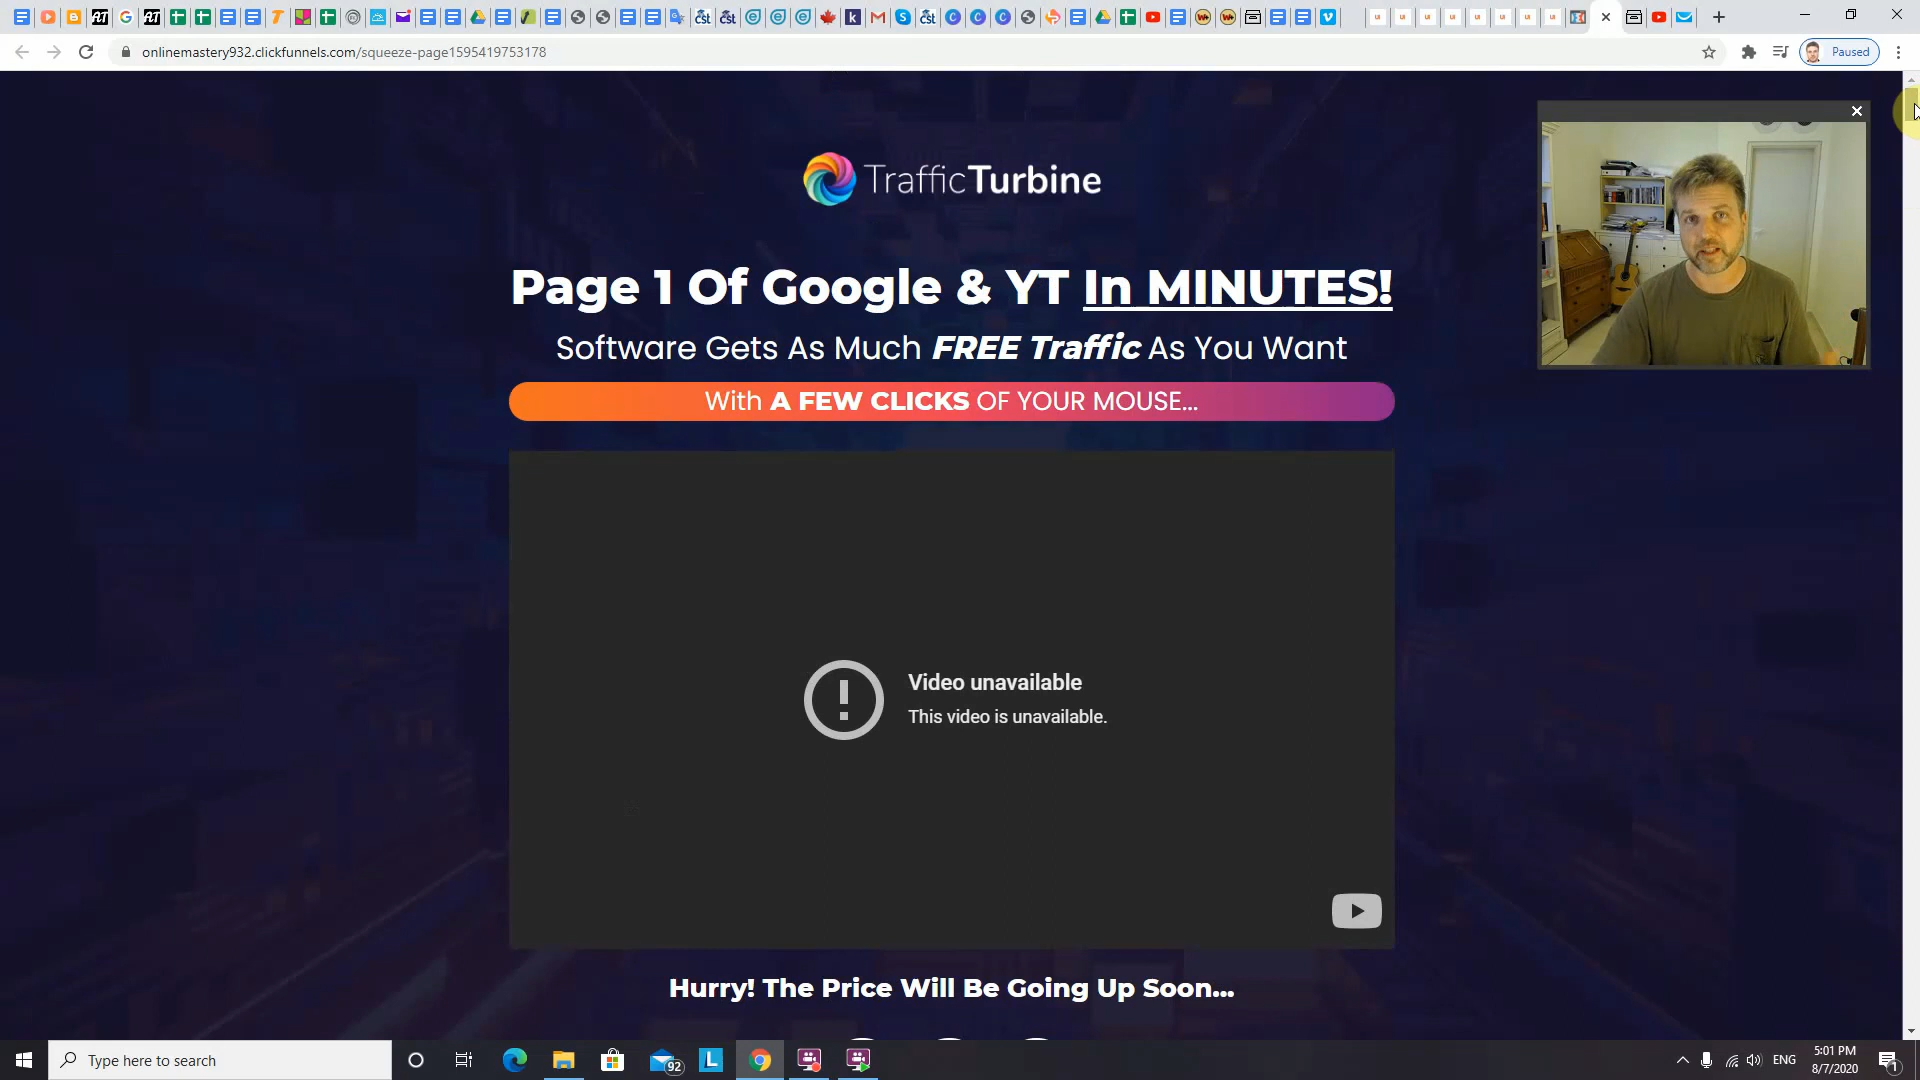 onlinemastery932.clickfunnels.com/squeeze-page1595419753178
Paused
TrafficTurbine
Page 1 Of Google & YT In MINUTES!
Software Gets As Much FREE Traffic As You Want
With A FEW CLICKS OF YOUR MOUSE...
Video unavailable
This video is unavailable.
Hurry! The Price Will Be Going Up Soon...
Type here to search
92
L
ENG
5:01 PM
8/7/2020
1